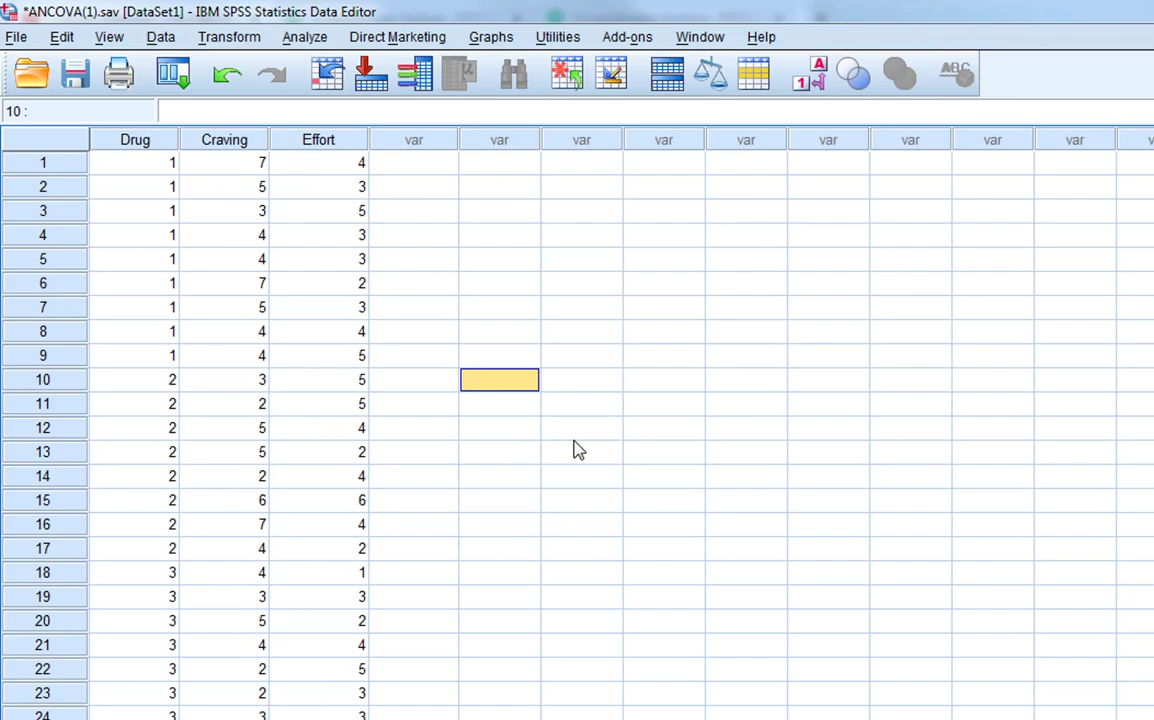 *ANCOVA(1).sav [DataSet1] - IBM SPSS Statistics Data Editor
File Edit View Data Transform Analyze Direct Marketing Graphs Utilities Add-ons Window Help
1 A ABC
10 :
Drug Craving Effort var var var var var var var var var v
1 1 7 4
2 1 5 3
3 1 3 5
4 1 4 3
5 1 4 3
6 1 7 2
7 1 5 3
8 1 4 4
9 1 4 5
10 2 3 5
11 2 2 5
12 2 5 4
13 2 5 2
14 2 2 4
15 2 6 6
16 2 7 4
17 2 4 2
18 3 4 1
19 3 3 3
20 3 5 2
21 3 4 4
22 3 2 5
23 3 2 3
24 3 3 3